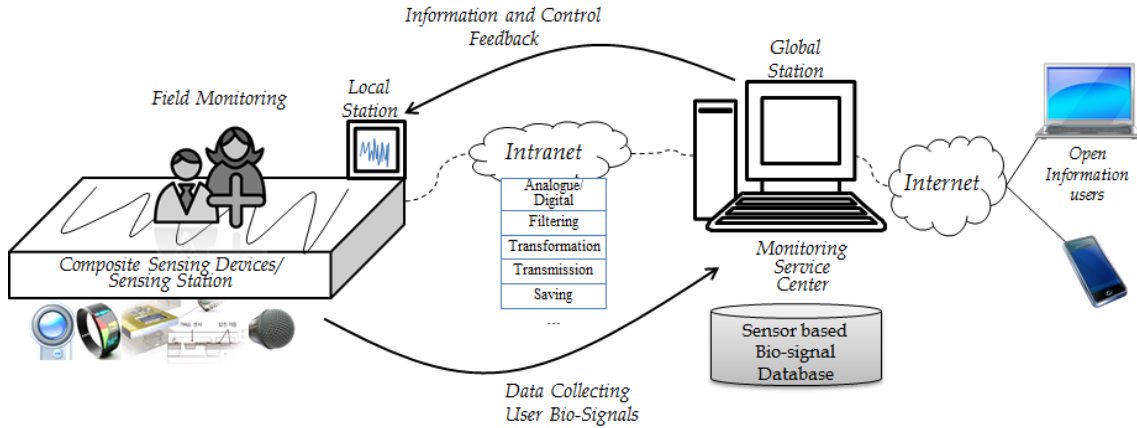 Information and Control
Feedback
Global
Station
Local
Station
Field Monitoring
Intranet
Internet
Open
Information
users
Analogue/
Digital
Filtering
Transformation
Transmission
Saving
...
Composite Sensing Devices/
Sensing Station
Monitoring
Service
Center
Sensor based
Bio-signal
Database
Data Collecting
User Bio-Signals